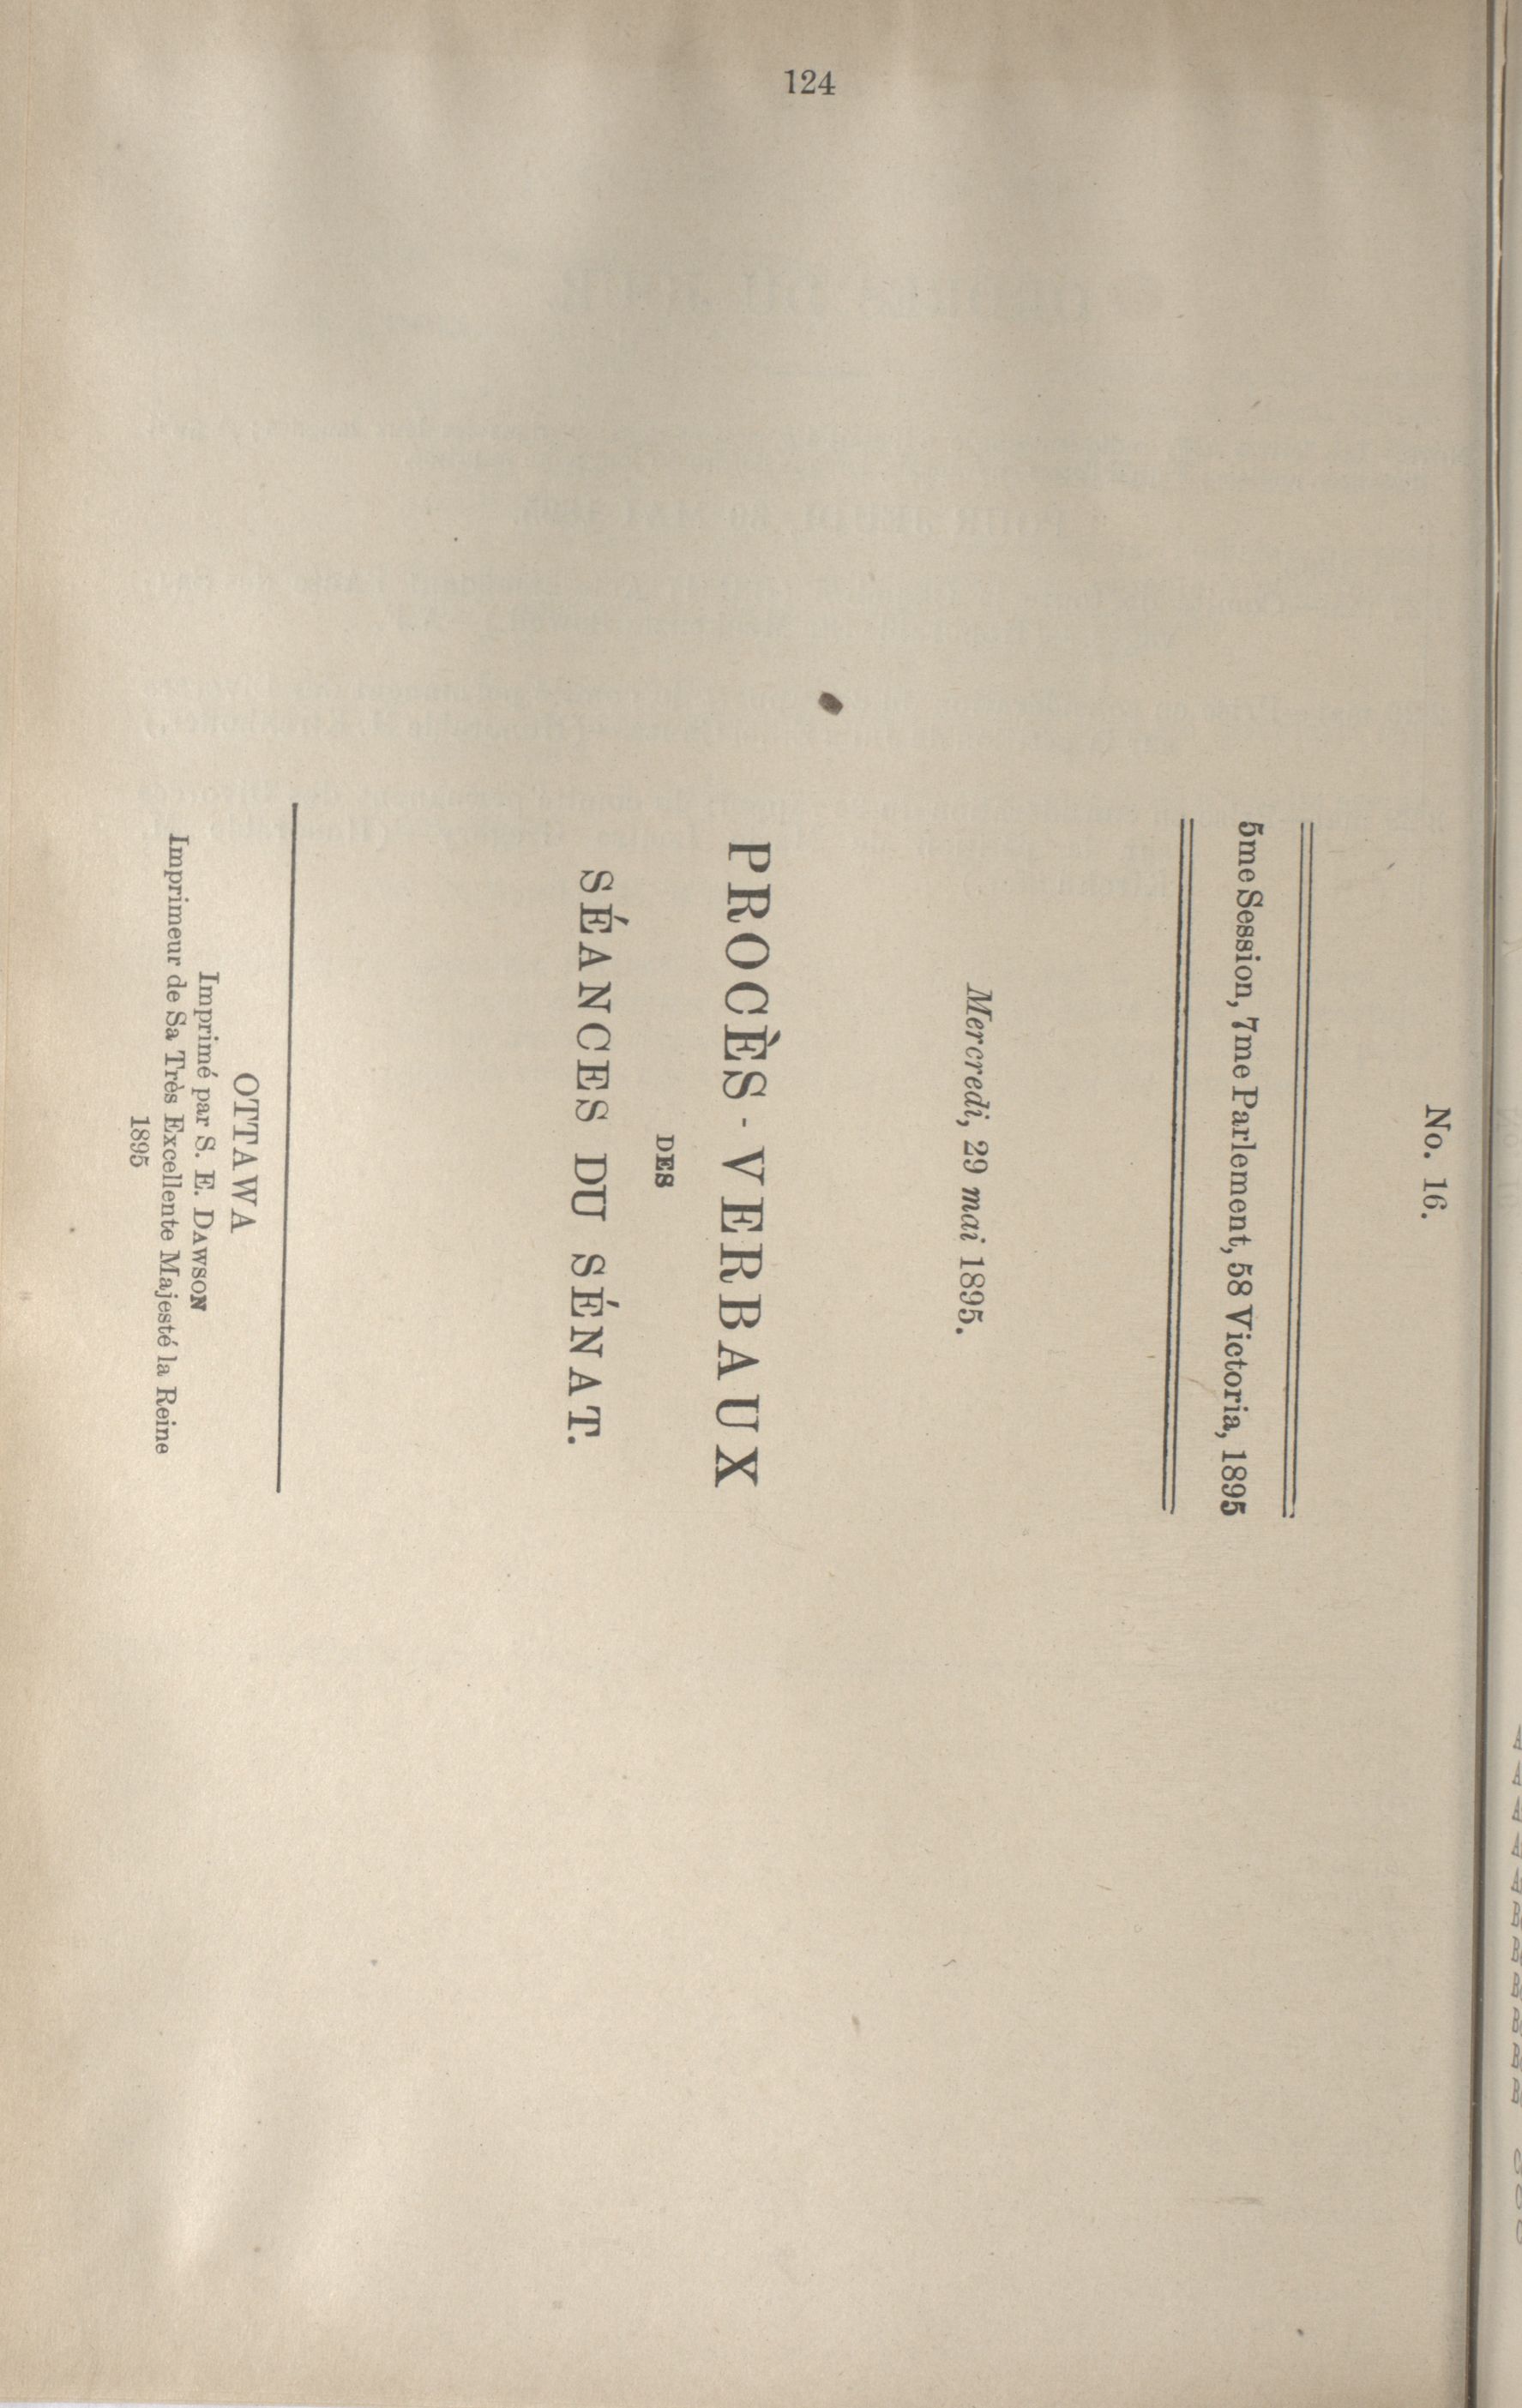 124
No. 16.
5me Session, 7me Parlement, 58 Victoria, 1895
Mercredi, 29 mai 1895.
PROCÈS-VERBAUX
DES
SÉANCES DU SÉNAT.
OTTAWA
Imprimé par S. E. DAWSON
Imprimeur de Sa Très Excellente Majesté la Reine
1895